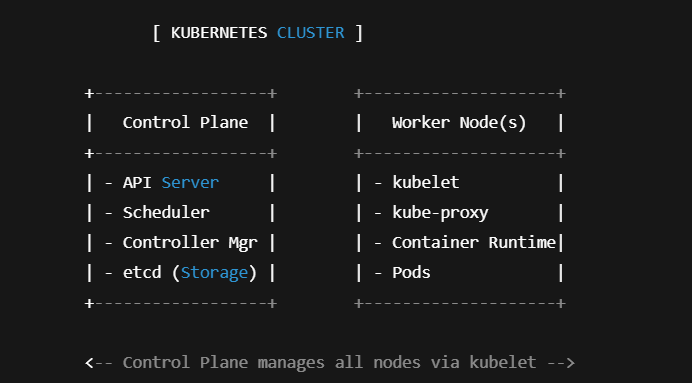 [ KUBERNETES CLUSTER ]
+------------------+        +--------------------+
|   Control Plane  |        |   Worker Node(s)   |
+------------------+        +--------------------+
| - API Server     |        | - kubelet          |
| - Scheduler      |        | - kube-proxy       |
| - Controller Mgr |        | - Container Runtime|
| - etcd (Storage) |        | - Pods             |
+------------------+        +--------------------+
<-- Control Plane manages all nodes via kubelet -->